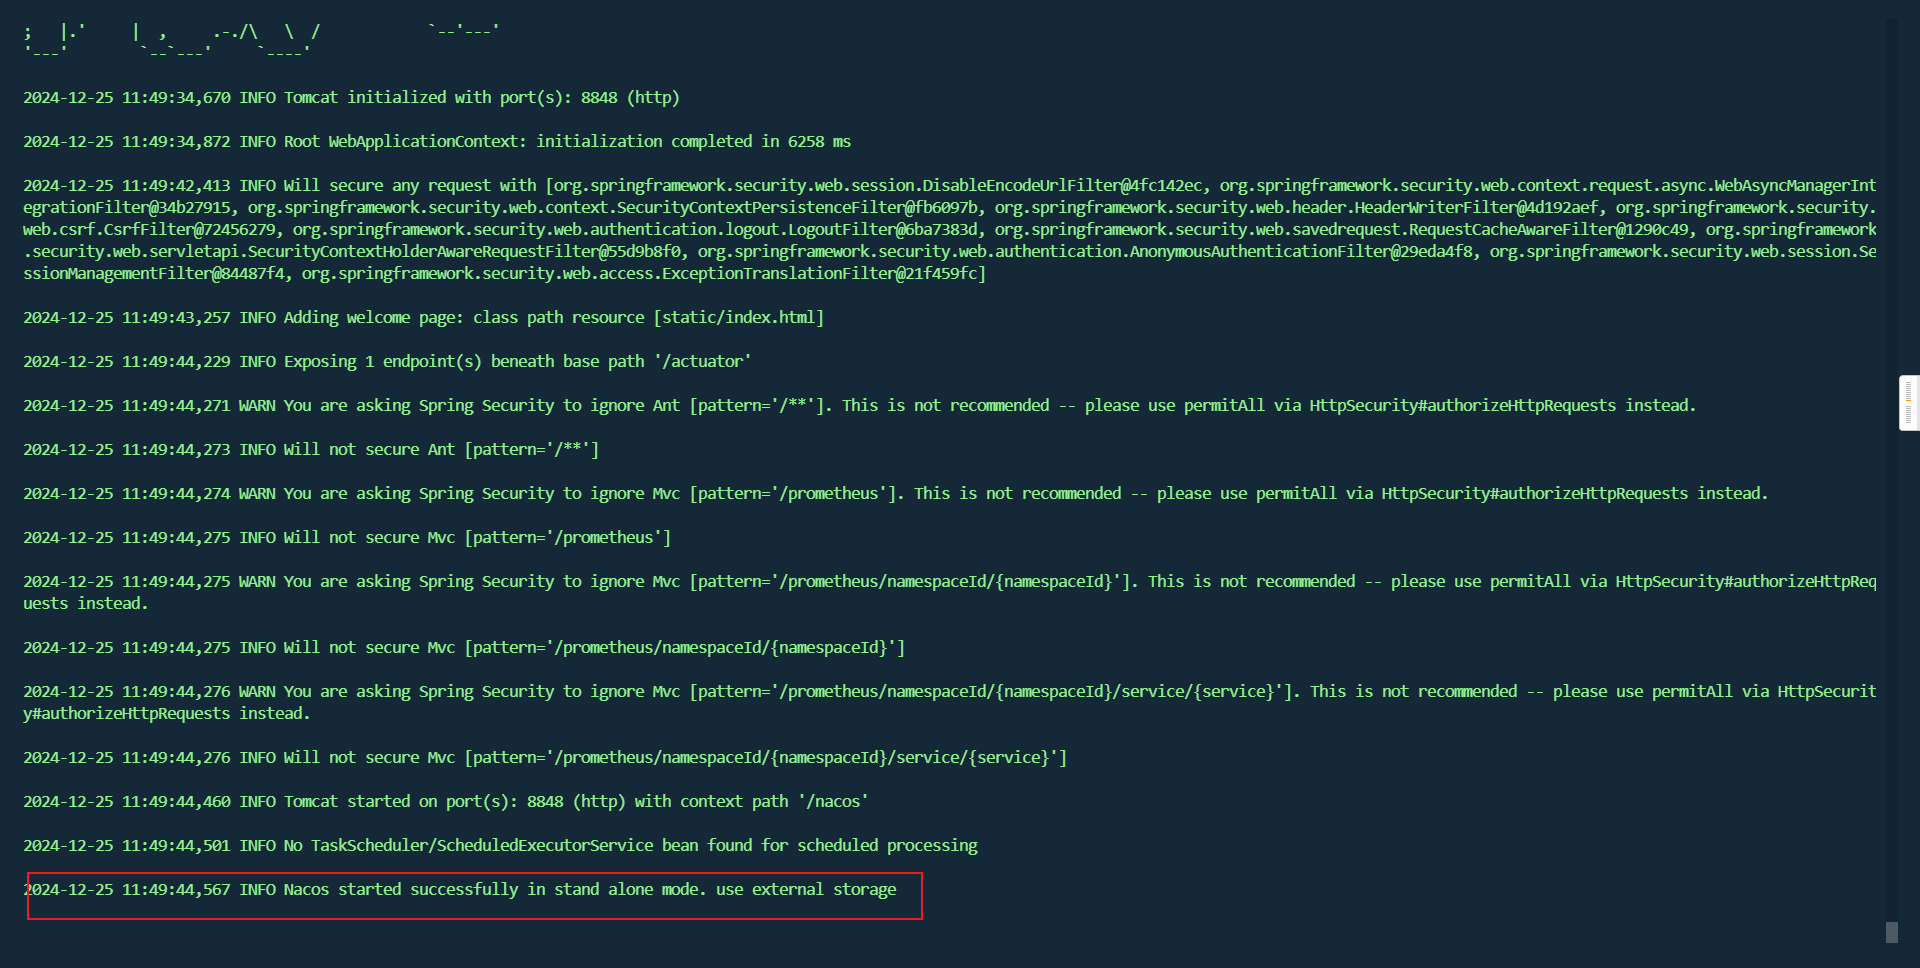 ;   |.'     |  ,     .-./\   \  /            `--'---'
'---'        `--`---'     `----'
2024-12-25 11:49:34,670 INFO Tomcat initialized with port(s): 8848 (http)
2024-12-25 11:49:34,872 INFO Root WebApplicationContext: initialization completed in 6258 ms
2024-12-25 11:49:42,413 INFO Will secure any request with [org.springframework.security.web.session.DisableEncodeUrlFilter@4fc142ec, org.springframework.security.web.context.request.async.WebAsyncManagerInt
egrationFilter@34b27915, org.springframework.security.web.context.SecurityContextPersistenceFilter@fb6097b, org.springframework.security.web.header.HeaderWriterFilter@4d192aef, org.springframework.security.
web.csrf.CsrfFilter@72456279, org.springframework.security.web.authentication.logout.LogoutFilter@6ba7383d, org.springframework.security.web.savedrequest.RequestCacheAwareFilter@1290c49, org.springframework
.security.web.servletapi.SecurityContextHolderAwareRequestFilter@55d9b8f0, org.springframework.security.web.authentication.AnonymousAuthenticationFilter@29eda4f8, org.springframework.security.web.session.Se
ssionManagementFilter@84487f4, org.springframework.security.web.access.ExceptionTranslationFilter@21f459fc]
2024-12-25 11:49:43,257 INFO Adding welcome page: class path resource [static/index.html]
2024-12-25 11:49:44,229 INFO Exposing 1 endpoint(s) beneath base path '/actuator'
2024-12-25 11:49:44,271 WARN You are asking Spring Security to ignore Ant [pattern='/**']. This is not recommended -- please use permitAll via HttpSecurity#authorizeHttpRequests instead.
2024-12-25 11:49:44,273 INFO Will not secure Ant [pattern='/**']
2024-12-25 11:49:44,274 WARN You are asking Spring Security to ignore Mvc [pattern='/prometheus']. This is not recommended -- please use permitAll via HttpSecurity#authorizeHttpRequests instead.
2024-12-25 11:49:44,275 INFO Will not secure Mvc [pattern='/prometheus']
2024-12-25 11:49:44,275 WARN You are asking Spring Security to ignore Mvc [pattern='/prometheus/namespaceId/{namespaceId}']. This is not recommended -- please use permitAll via HttpSecurity#authorizeHttpReq
uests instead.
2024-12-25 11:49:44,275 INFO Will not secure Mvc [pattern='/prometheus/namespaceId/{namespaceId}']
2024-12-25 11:49:44,276 WARN You are asking Spring Security to ignore Mvc [pattern='/prometheus/namespaceId/{namespaceId}/service/{service}']. This is not recommended -- please use permitAll via HttpSecurit
y#authorizeHttpRequests instead.
2024-12-25 11:49:44,276 INFO Will not secure Mvc [pattern='/prometheus/namespaceId/{namespaceId}/service/{service}']
2024-12-25 11:49:44,460 INFO Tomcat started on port(s): 8848 (http) with context path '/nacos'
2024-12-25 11:49:44,501 INFO No TaskScheduler/ScheduledExecutorService bean found for scheduled processing
2024-12-25 11:49:44,567 INFO Nacos started successfully in stand alone mode. use external storage